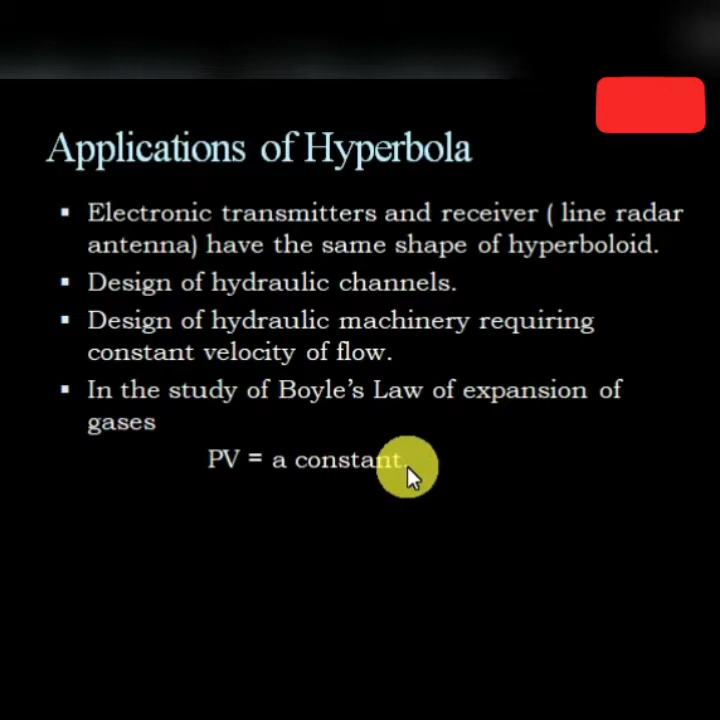 Applications of Hyperbola
▪ Electronic transmitters and receiver ( line radar
antenna) have the same shape of hyperboloid.
▪ Design of hydraulic channels.
▪ Design of hydraulic machinery requiring
constant velocity of flow.
▪ In the study of Boyle's Law of expansion of
gases
PV = a constant.